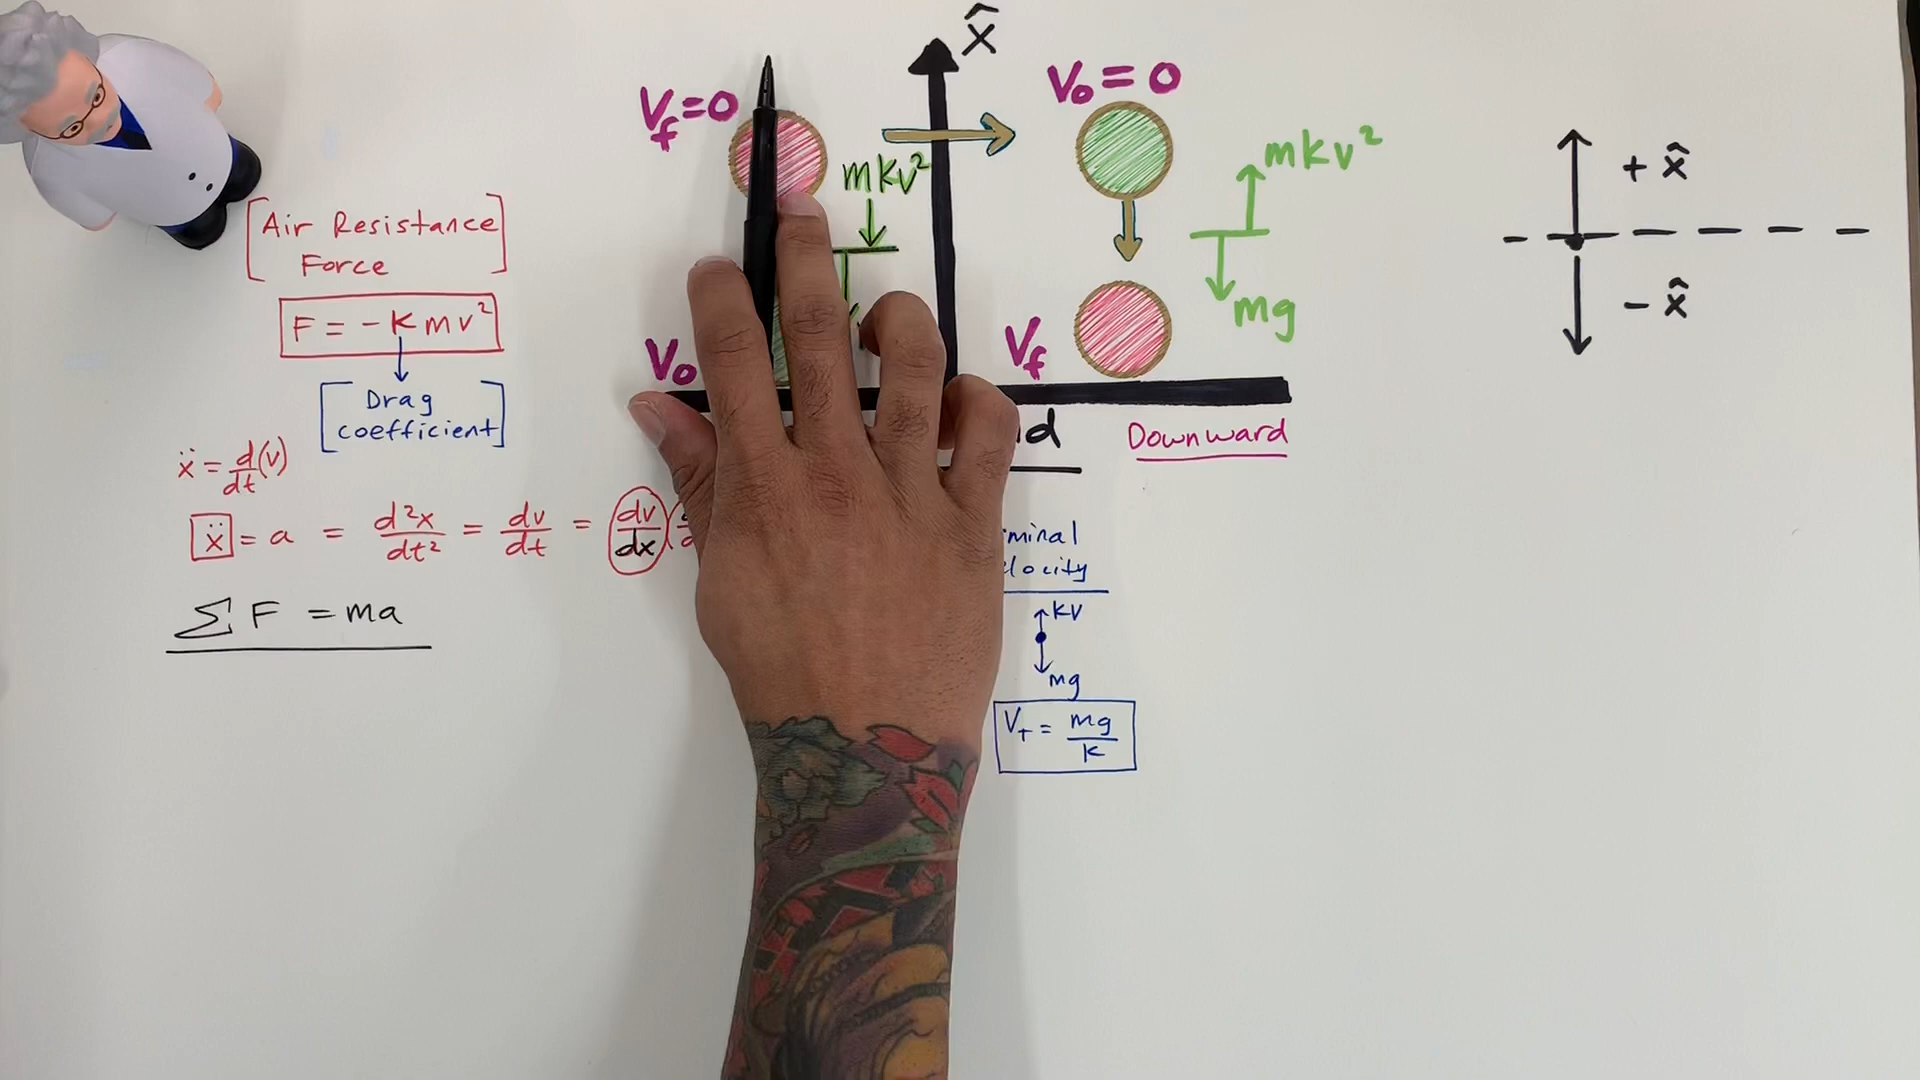 x̂
V_f=0
V₀ = 0
mkv²
mkv²
+ x̂
- x̂
mg
[Air Resistance
Force]
F = -kmv²
[Drag
coefficient]
V₀
V_f
Downward
ẍ = d/dt (v)
ẍ = a = d²x/dt² = dv/dt = (dv/dx)(
ΣF = ma
kv
mg
V_t = mg/k